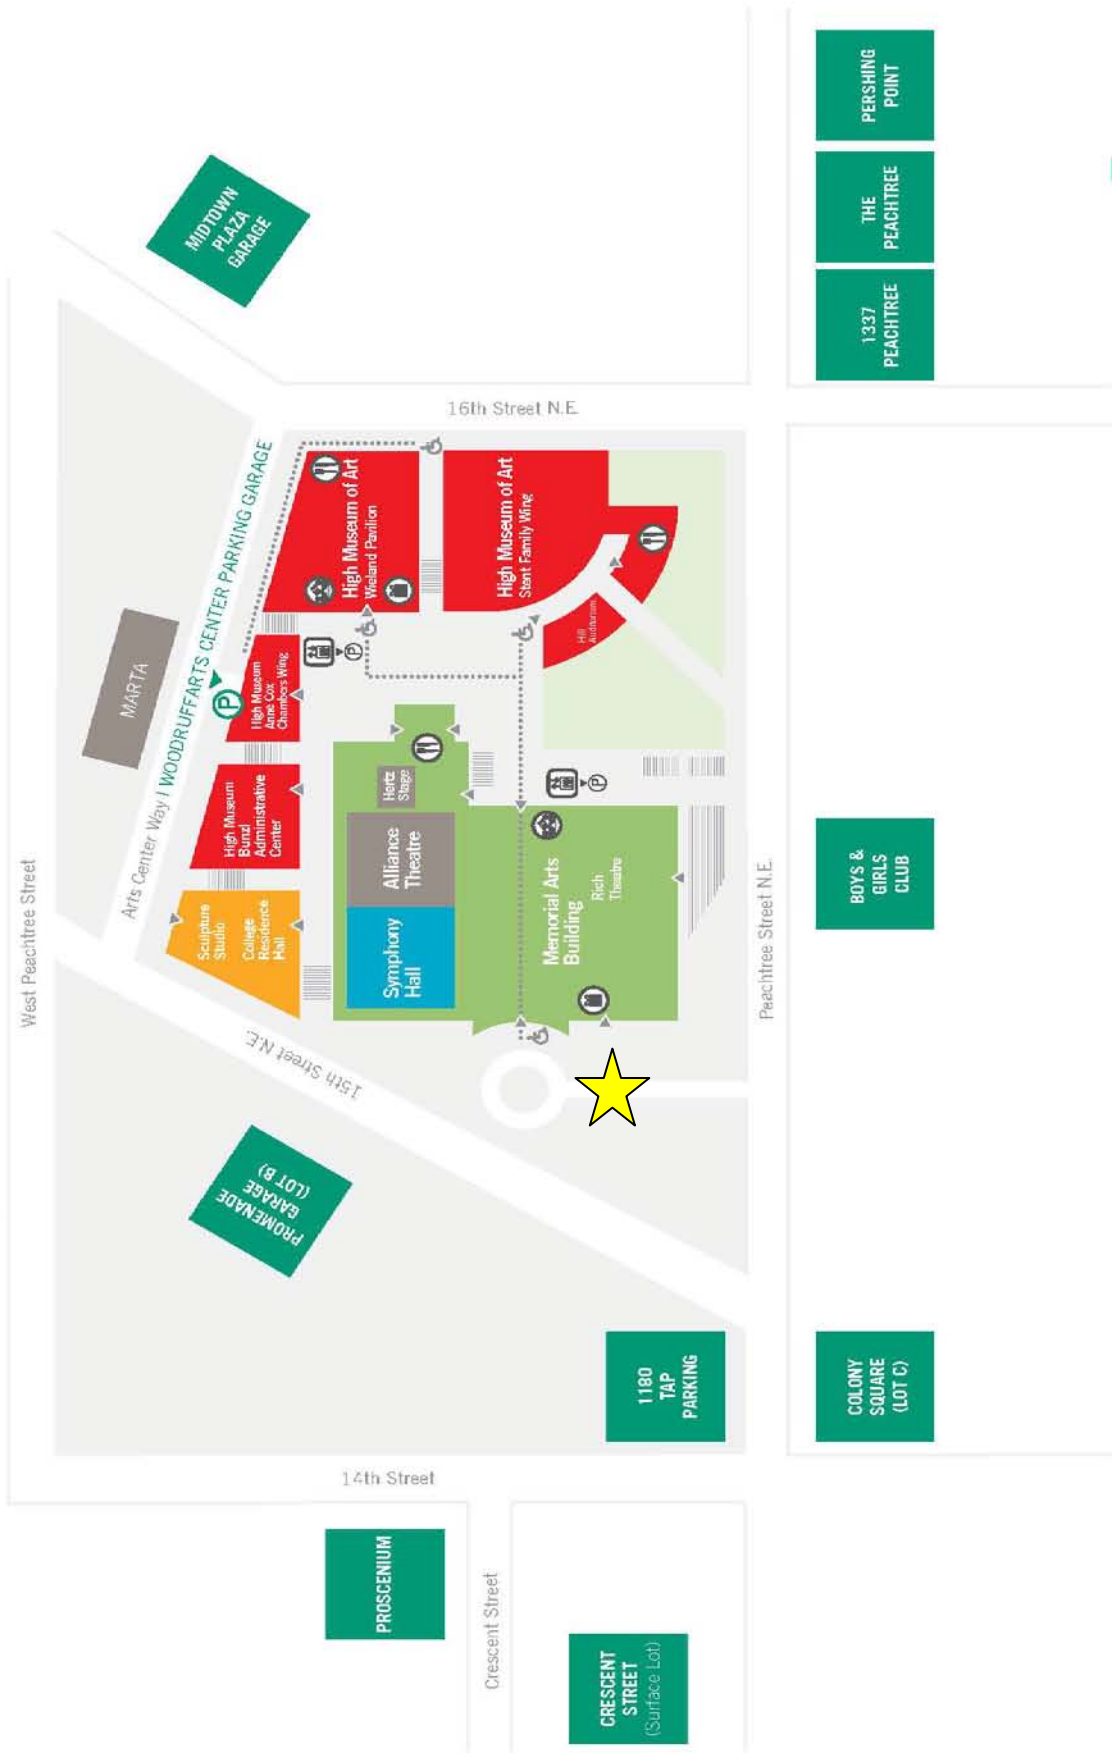 PERSHING
POINT
THE
PEACHTREE
1337
PEACHTREE
MIDTOWN
PLAZA
GARAGE
16th Street N.E.
West Peachtree Street
MARTA
Arts Center Way | WOODRUFFARTS CENTER PARKING GARAGE
P
High Museum of Art
Wieland Pavilion
High Museum of Art
Stent Family Wing
Hill
Auditorium
High Museum
Anne Cox
Chambers Wing
P
High Museum
Bunzl
Administrative
Center
Sculpture
Studio
College
Residence
Hall
Hertz
Stage
Alliance
Theatre
Symphony
Hall
Memorial Arts
Building
Rich
Theatre
P
Peachtree Street N.E.
BOYS &
GIRLS
CLUB
15th Street N.E.
PROMENADE
GARAGE
(LOT B)
1180
TAP
PARKING
COLONY
SQUARE
(LOT C)
14th Street
PROSCENIUM
Crescent Street
CRESCENT
STREET
(Surface Lot)